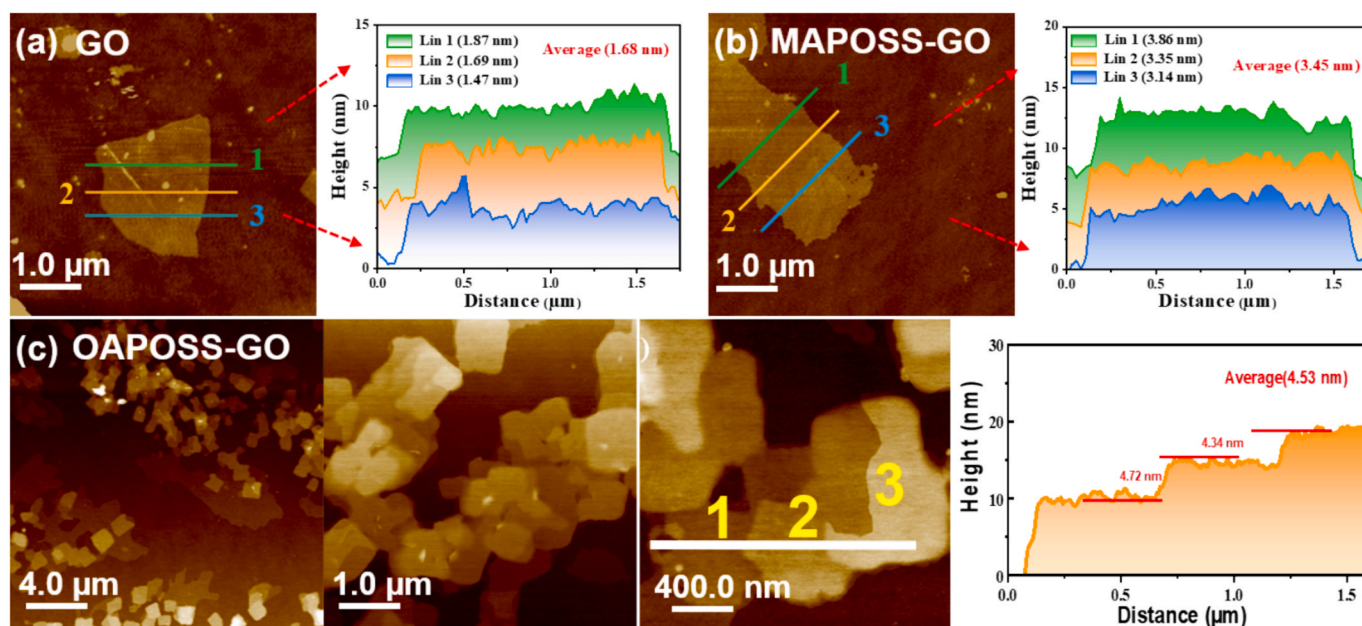 (a) GO
1
2
3
1.0 µm
15
10
5
0
Height (nm)
Lin 1 (1.87 nm)
Lin 2 (1.69 nm)
Lin 3 (1.47 nm)
Average (1.68 nm)
0.0 0.5 1.0 1.5
Distance (µm)
(b) MAPOSS-GO
1
2
3
1.0 µm
20
15
10
5
0
Height (nm)
Lin 1 (3.86 nm)
Lin 2 (3.35 nm)
Lin 3 (3.14 nm)
Average (3.45 nm)
0.0 0.5 1.0 1.5
Distance (µm)
(c) OAPOSS-GO
4.0 µm
1.0 µm
)
1 2 3
400.0 nm
30
20
10
0
Height (nm)
Average(4.53 nm)
4.34 nm
4.72 nm
0.0 0.5 1.0 1.5
Distance (µm)